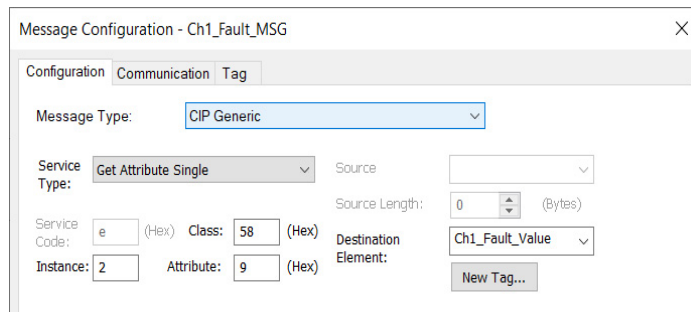 Message Configuration - Ch1_Fault_MSG
Configuration Communication Tag
Message Type: CIP Generic
Service Type: Get Attribute Single
Source
Source Length: 0 (Bytes)
Service Code: e (Hex) Class: 58 (Hex)
Destination Element: Ch1_Fault_Value
Instance: 2 Attribute: 9 (Hex)
New Tag...